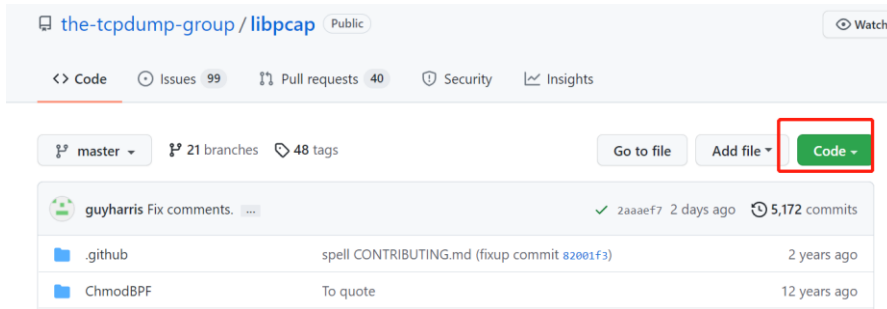 the-tcpdump-group / libpcap Public Watch
Code Issues 99 Pull requests 40 Security Insights
master 21 branches 48 tags Go to file Add file Code
guyharris Fix comments. ... 2aaaef7 2 days ago 5,172 commits
.github spell CONTRIBUTING.md (fixup commit 82001f3) 2 years ago
ChmodBPF To quote 12 years ago